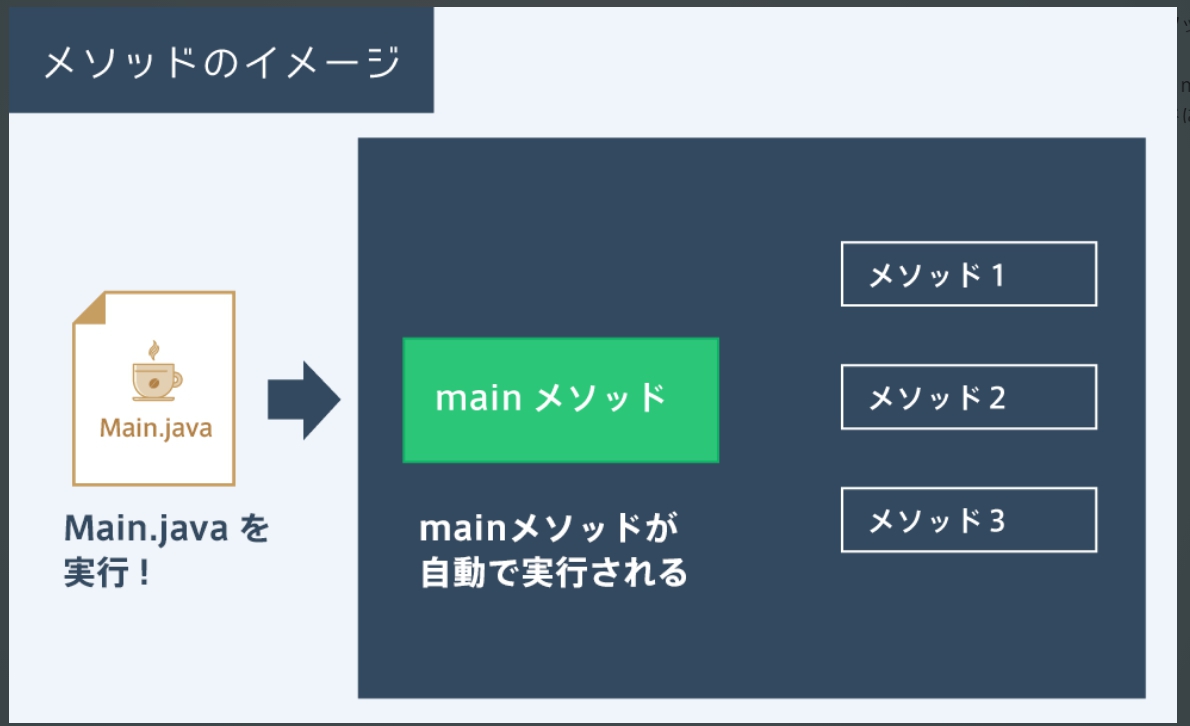 メソッドのイメージ
Main.java
Main.java を
実行！
main メソッド
mainメソッドが
自動で実行される
メソッド 1
メソッド 2
メソッド 3